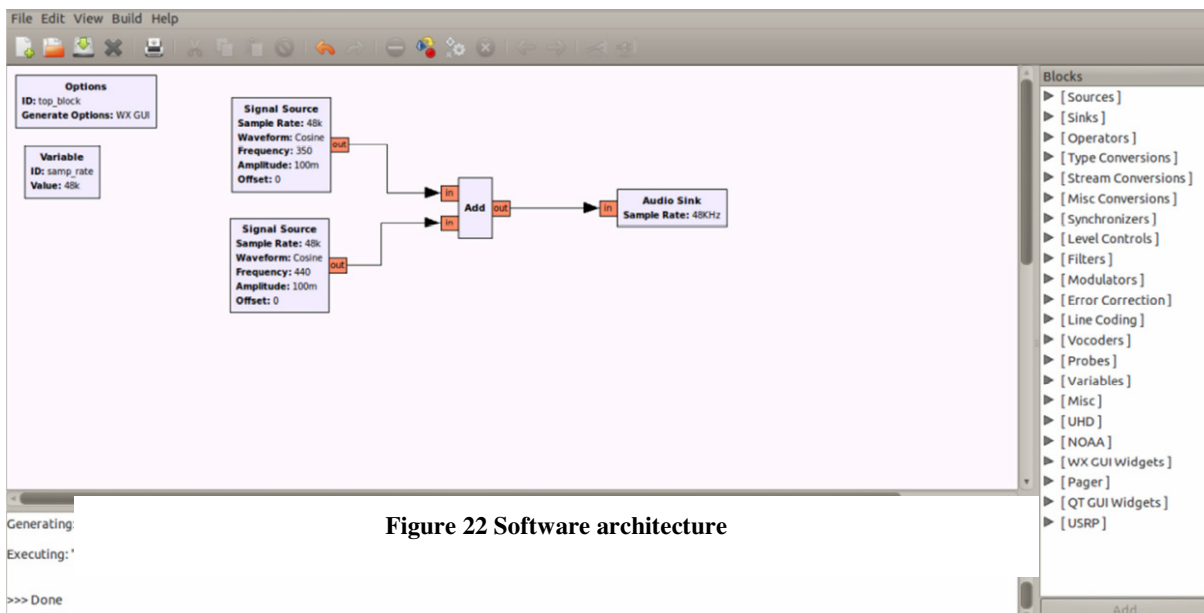 File Edit View Build Help
Options
ID: top_block
Generate Options: WX GUI
Variable
ID: samp_rate
Value: 48k
Signal Source
Sample Rate: 48k
Waveform: Cosine
Frequency: 350
Amplitude: 100m
Offset: 0
out
Signal Source
Sample Rate: 48k
Waveform: Cosine
Frequency: 440
Amplitude: 100m
Offset: 0
out
in
in
Add
out
in
Audio Sink
Sample Rate: 48KHz
Blocks
[ Sources ]
[ Sinks ]
[ Operators ]
[ Type Conversions ]
[ Stream Conversions ]
[ Misc Conversions ]
[ Synchronizers ]
[ Level Controls ]
[ Filters ]
[ Modulators ]
[ Error Correction ]
[ Line Coding ]
[ Vocoders ]
[ Probes ]
[ Variables ]
[ Misc ]
[ UHD ]
[ NOAA ]
[ WX GUI Widgets ]
[ Pager ]
[ QT GUI Widgets ]
[ USRP ]
Add
Generating:
Executing: "
>>> Done
Figure 22 Software architecture